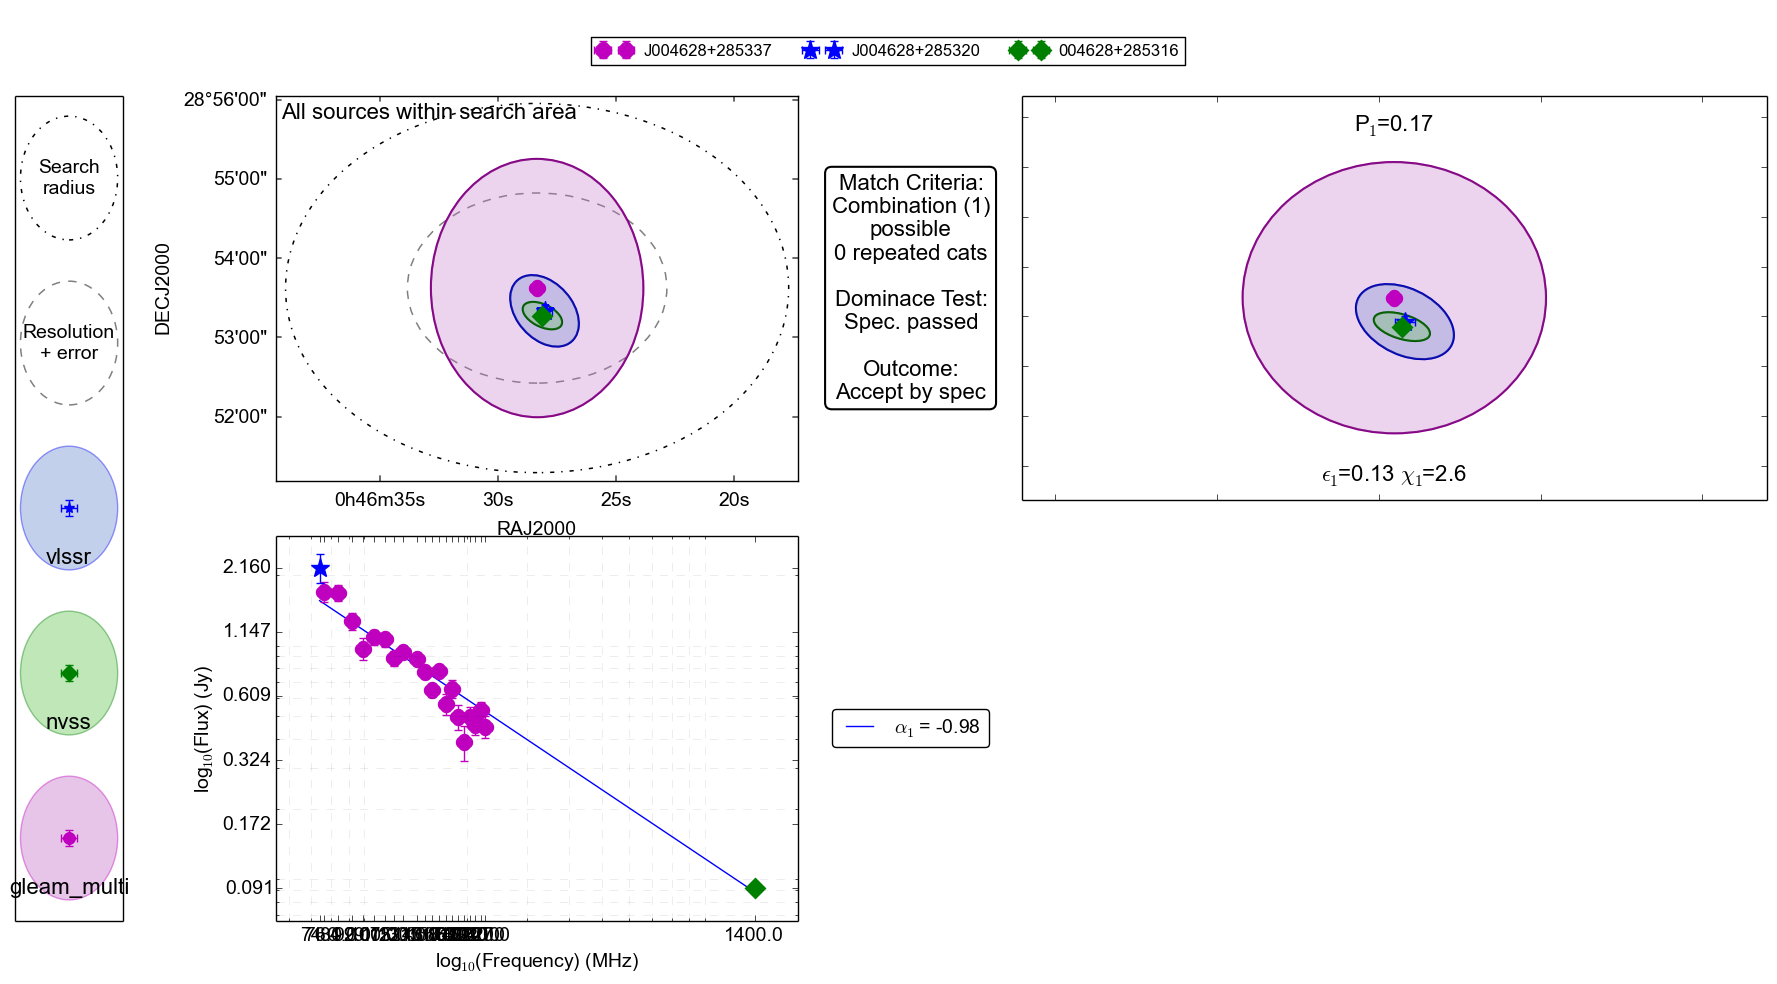 J004628+285337 J004628+285320 004628+285316
Search
radius
Resolution
+ error
vlssr
nvss
gleam_multi
All sources within search area
28°56'00"
55'00"
54'00"
53'00"
52'00"
DECJ2000
0h46m35s 30s 25s 20s
RAJ2000
Match Criteria:
Combination (1)
possible
0 repeated cats
Dominace Test:
Spec. passed
Outcome:
Accept by spec
P₁=0.17
ϵ₁=0.13 χ₁=2.6
2.160
1.147
0.609
0.324
0.172
0.091
log₁₀(Flux) (Jy)
1400.0
log₁₀(Frequency) (MHz)
α₁ = -0.98